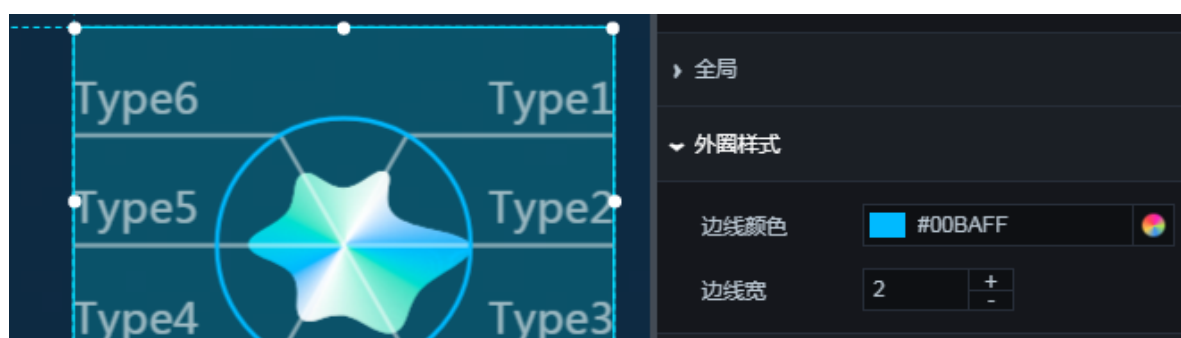 Type6 Type1
Type5 Type2
Type4 Type3
全局
外圈样式
边线颜色 #00BAFF
边线宽 2 + -